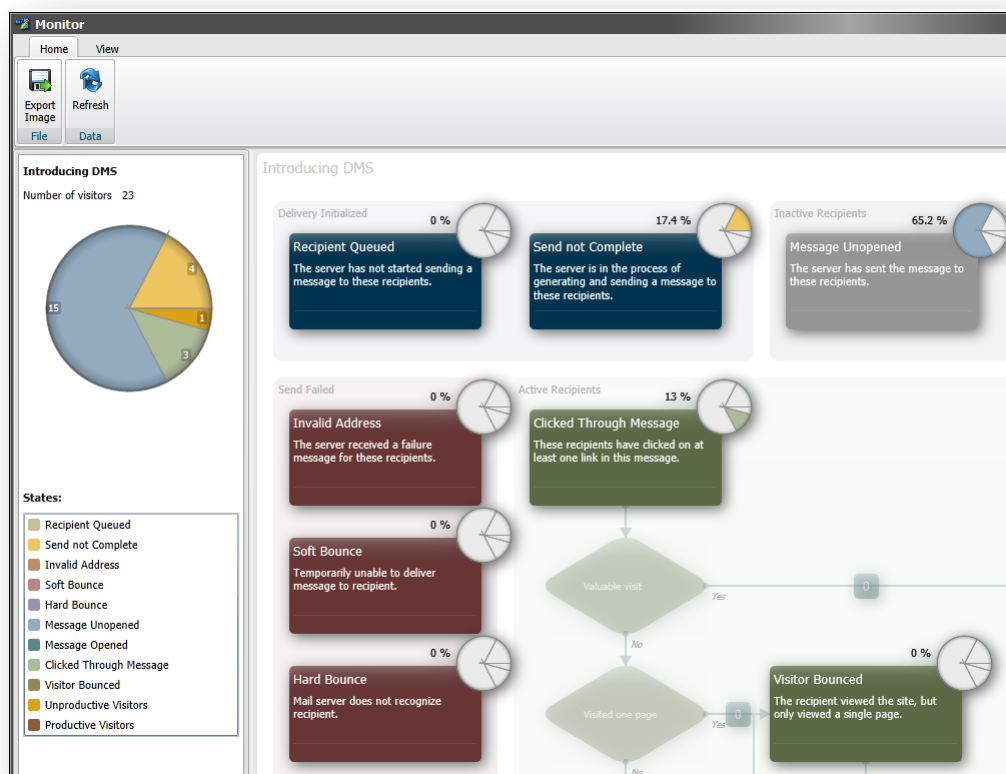 Monitor
Home View
Export
Image
Refresh
File Data
Introducing DMS
Number of visitors 23
4
15
1
3
States:
Recipient Queued
Send not Complete
Invalid Address
Soft Bounce
Hard Bounce
Message Unopened
Message Opened
Clicked Through Message
Visitor Bounced
Unproductive Visitors
Productive Visitors
Introducing DMS
Delivery Initialized
0 %
Recipient Queued
The server has not started sending a
message to these recipients.
17.4 %
Send not Complete
The server is in the process of
generating and sending a message to
these recipients.
Inactive Recipients
65.2 %
Message Unopened
The server has sent the message to
these recipients.
Send Failed
0 %
Invalid Address
The server received a failure
message for these recipients.
0 %
Soft Bounce
Temporarily unable to deliver
message to recipient.
0 %
Hard Bounce
Mail server does not recognize
recipient.
Active Recipients
13 %
Clicked Through Message
These recipients have clicked on at
least one link in this message.
Valuable visit
Yes
0
No
Visited one page
Yes
0
No
0 %
Visitor Bounced
The recipient viewed the site, but
only viewed a single page.